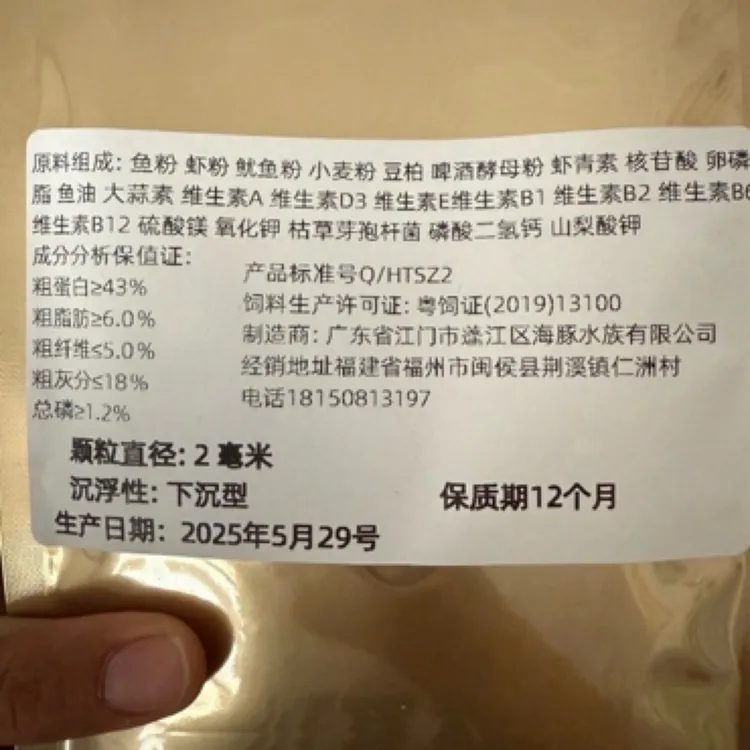 原料组成：鱼粉 虾粉 鱿鱼粉 小麦粉 豆柏 啤酒酵母粉 虾青素 核苷酸 卵磷
脂 鱼油 大蒜素 维生素A 维生素D3 维生素E维生素B1 维生素B2 维生素B6
维生素B12 硫酸镁 氧化钾 枯草芽孢杆菌 磷酸二氢钙 山梨酸钾
成分分析保值证：
粗蛋白≥43%
粗脂肪≥6.0%
粗纤维≤5.0%
粗灰分≤18%
总磷≥1.2%
产品标准号Q/HTSZ2
饲料生产许可证：粤饲证(2019)13100
制造商：广东省江门市蓬江区海豚水族有限公司
经销地址福建省福州市闽侯县荆溪镇仁洲村
电话18150813197
颗粒直径：2 毫米
沉浮性：下沉型
保质期12个月
生产日期：2025年5月29号